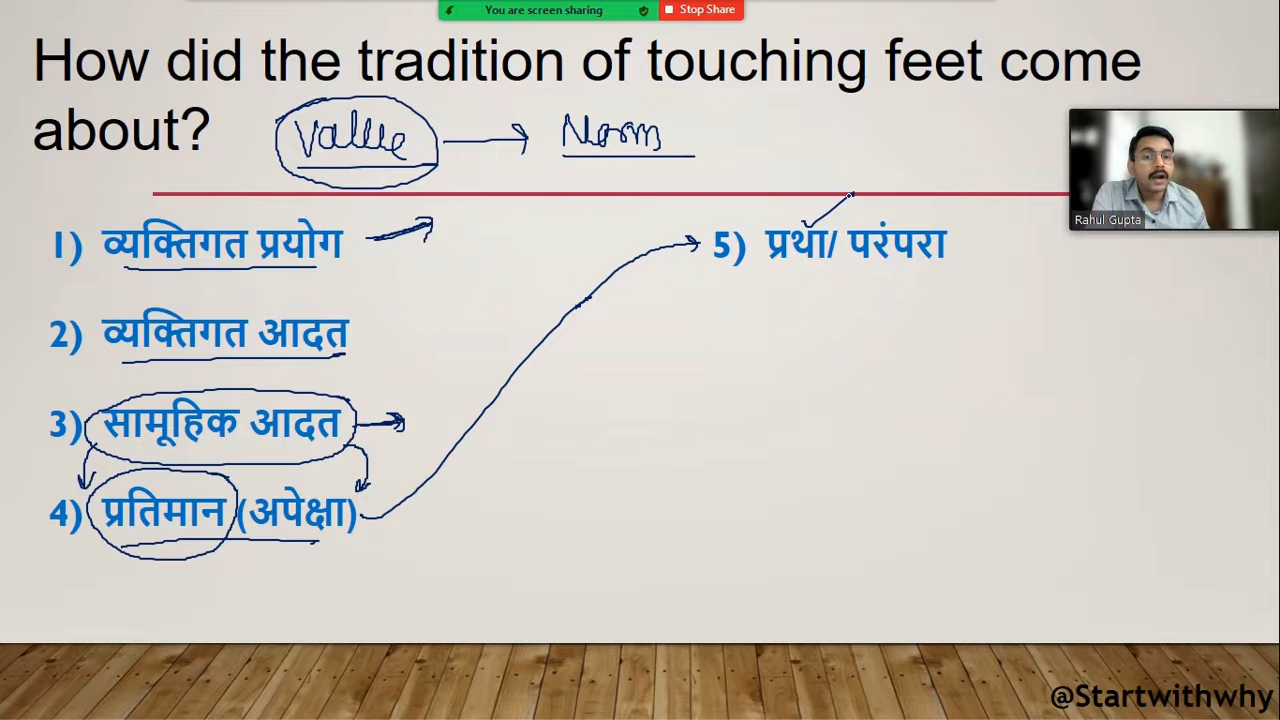 You are screen sharing
Stop Share
How did the tradition of touching feet come
about?
Value → Norm
Rahul Gupta
1) व्यक्तिगत प्रयोग
2) व्यक्तिगत आदत
3) सामूहिक आदत
4) प्रतिमान (अपेक्षा)
5) प्रथा/ परंपरा
@Startwithwhy